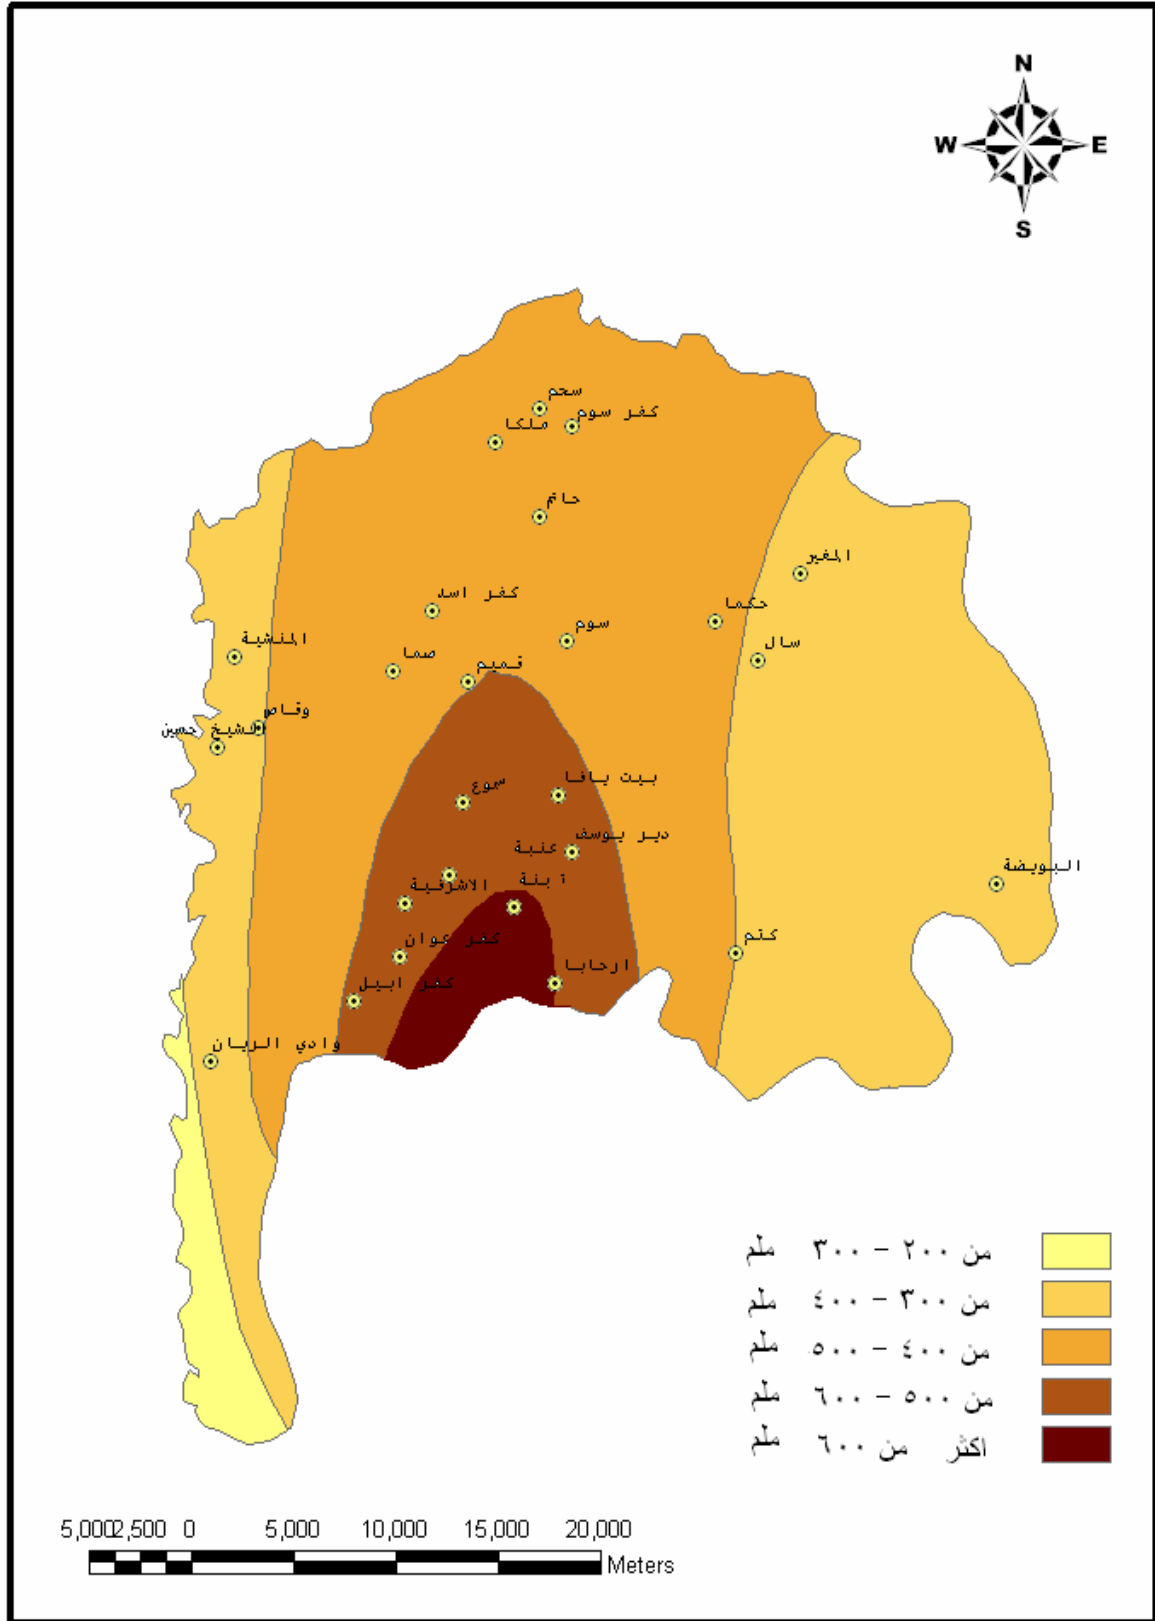 N
W E
S
سحم
كفر سوم
ملكا
حاتم
المغير
كفر اسد
حكما
سوم
المنشية
سال
صما
قميم
وقاص
الشيخ حسين
بيت يافا
سوع
دير يوسف
عنبة
البويضة
الاشرفية
كفر عوان
كتم
ارحابا
كفر ابيل
وادي الريان
من ٢٠٠ - ٣٠٠ ملم
من ٣٠٠ - ٤٠٠ ملم
من ٤٠٠ - ٥٠٠ ملم
من ٥٠٠ - ٦٠٠ ملم
اكثر من ٦٠٠ ملم
5,000 2,500 0 5,000 10,000 15,000 20,000
Meters